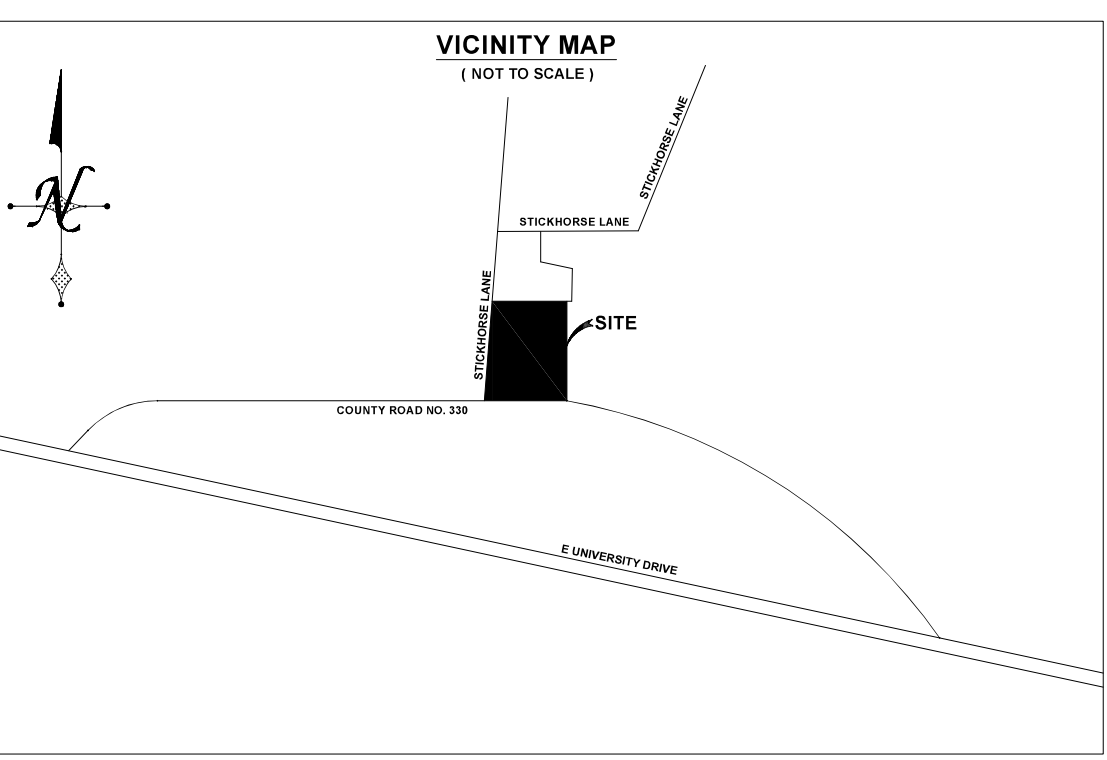 VICINITY MAP
( NOT TO SCALE )
STICKHORSE LANE
N
STICKHORSE LANE
STICKHORSE LANE
SITE
COUNTY ROAD NO. 330
E UNIVERSITY DRIVE